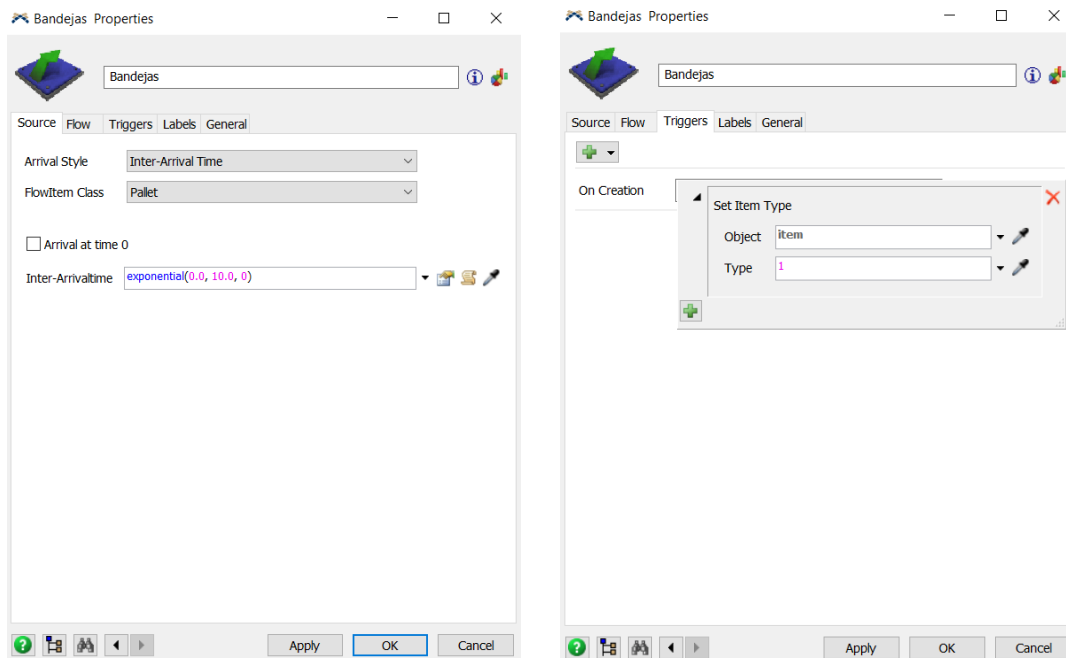 Bandejas Properties
Bandejas
Source Flow Triggers Labels General
Arrival Style Inter-Arrival Time
FlowItem Class Pallet
Arrival at time 0
Inter-Arrivaltime exponential(0.0, 10.0, 0)
Apply OK Cancel
Bandejas Properties
Bandejas
Source Flow Triggers Labels General
On Creation
Set Item Type
Object item
Type 1
Apply OK Cancel